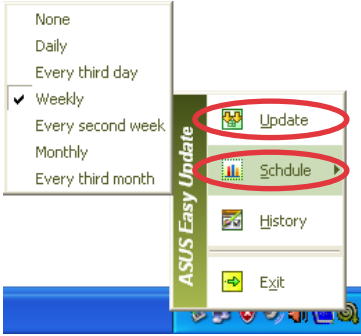 None
Daily
Every third day
Weekly
Every second week
Monthly
Every third month
ASUS Easy Update
Update
Schdule
History
Exit